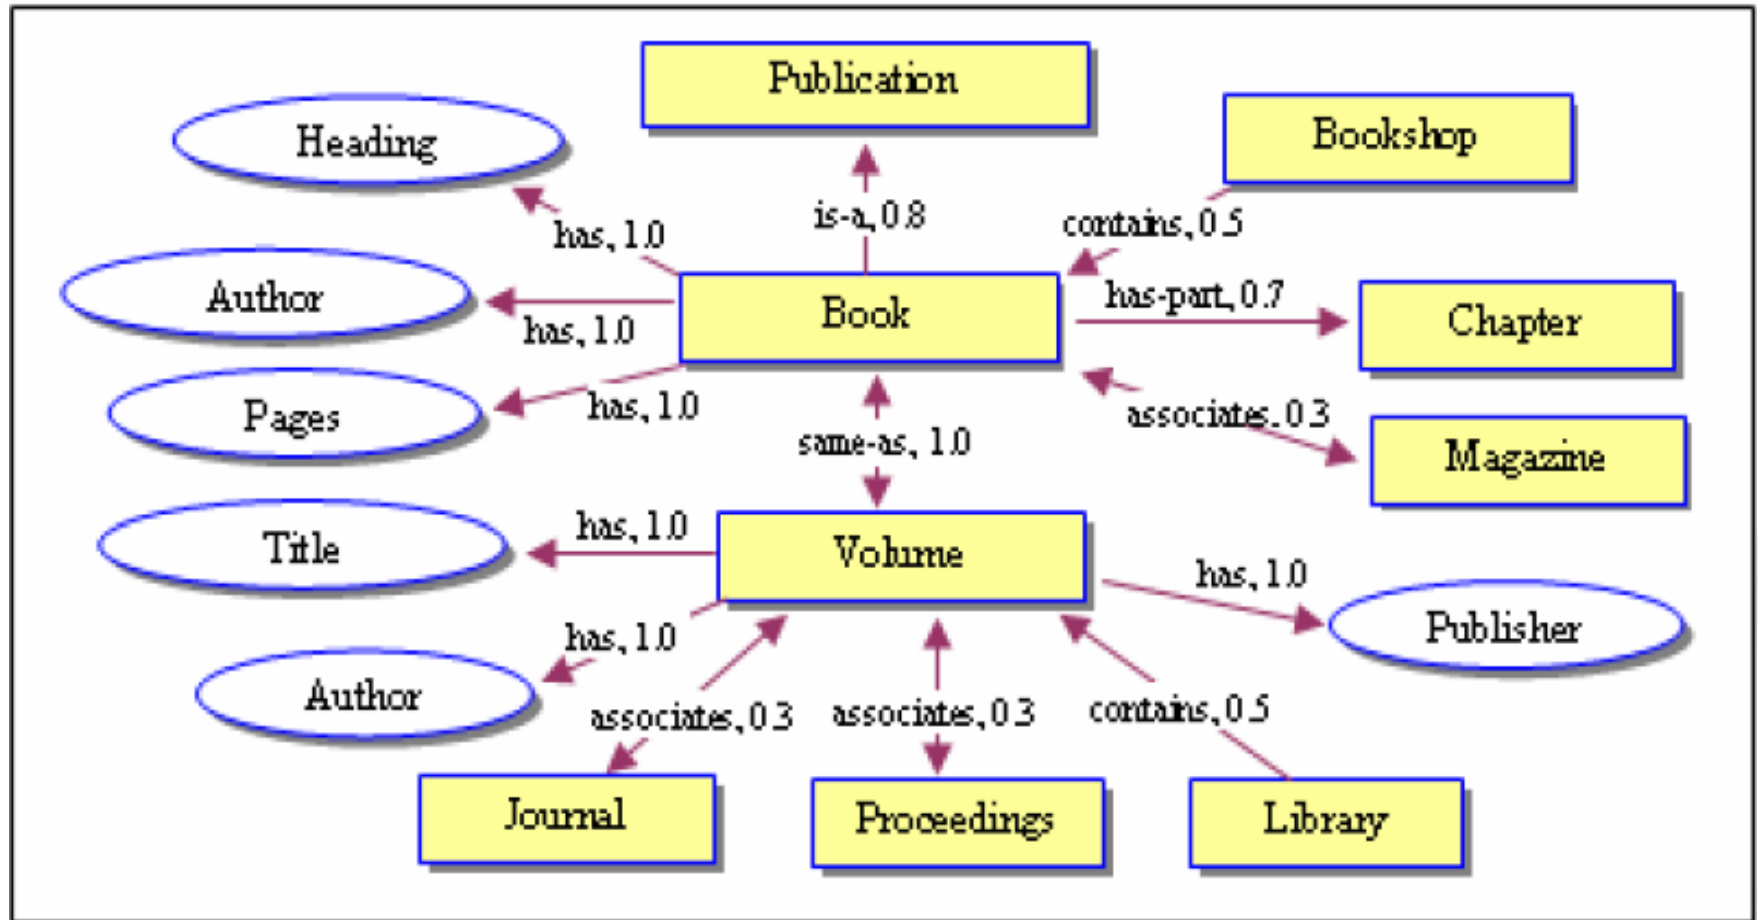 Publication
Bookshop
Heading
is-a, 0.8
contains, 0.5
has, 1.0
Author
Book
has-part, 0.7
Chapter
has, 1.0
Pages
has, 1.0
associates, 0.3
same-as, 1.0
Magazine
Title
has, 1.0
Volume
has, 1.0
Publisher
has, 1.0
Author
associates, 0.3
associates, 0.3
contains, 0.5
Journal
Proceedings
Library